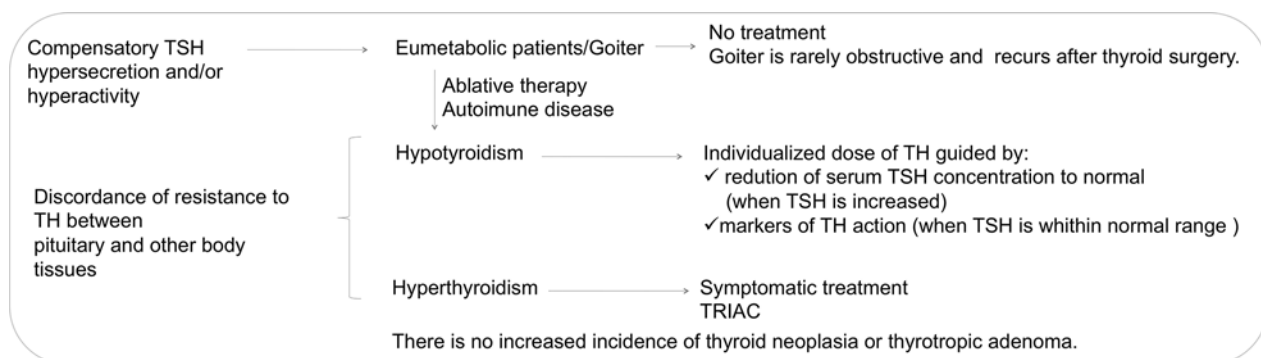 Compensatory TSH
hypersecretion and/or
hyperactivity
Eumetabolic patients/Goiter
No treatment
Goiter is rarely obstructive and recurs after thyroid surgery.
Ablative therapy
Autoimune disease
Discordance of resistance to
TH between
pituitary and other body
tissues
Hypotyroidism
Individualized dose of TH guided by:
✓ redution of serum TSH concentration to normal
(when TSH is increased)
✓markers of TH action (when TSH is whithin normal range )
Hyperthyroidism
Symptomatic treatment
TRIAC
There is no increased incidence of thyroid neoplasia or thyrotropic adenoma.